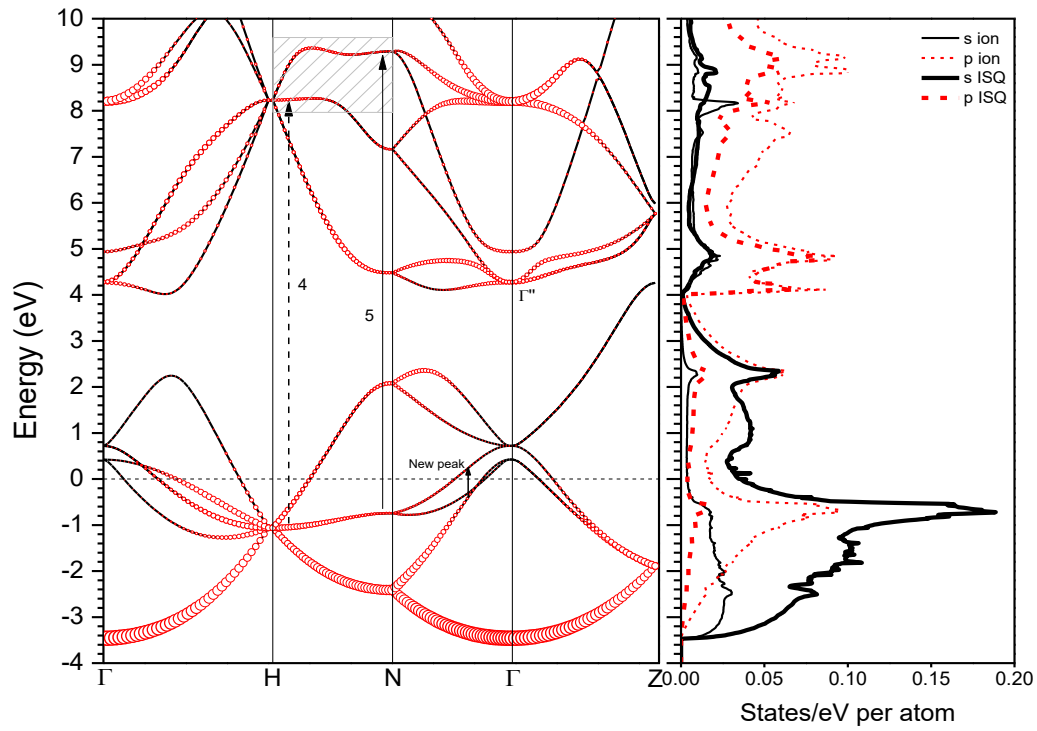 10
9
8
7
6
5
4
3
2
1
0
-1
-2
-3
-4
Energy (eV)
4
5
Γ''
New peak
Γ
H
N
Γ
Z
s ion
p ion
s ISQ
p ISQ
0.00
0.05
0.10
0.15
0.20
States/eV per atom